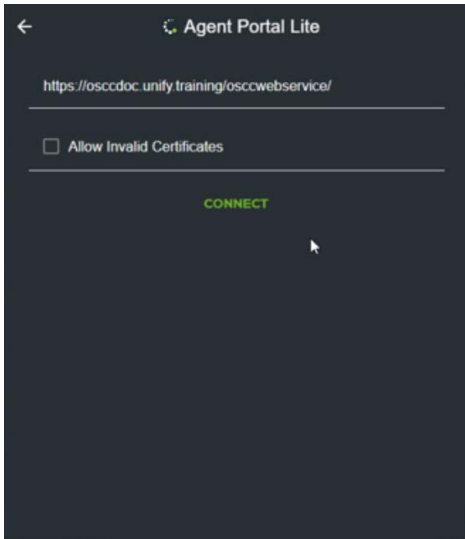 Agent Portal Lite
https://osccdoc.unify.training/osccwebservice/
Allow Invalid Certificates
CONNECT